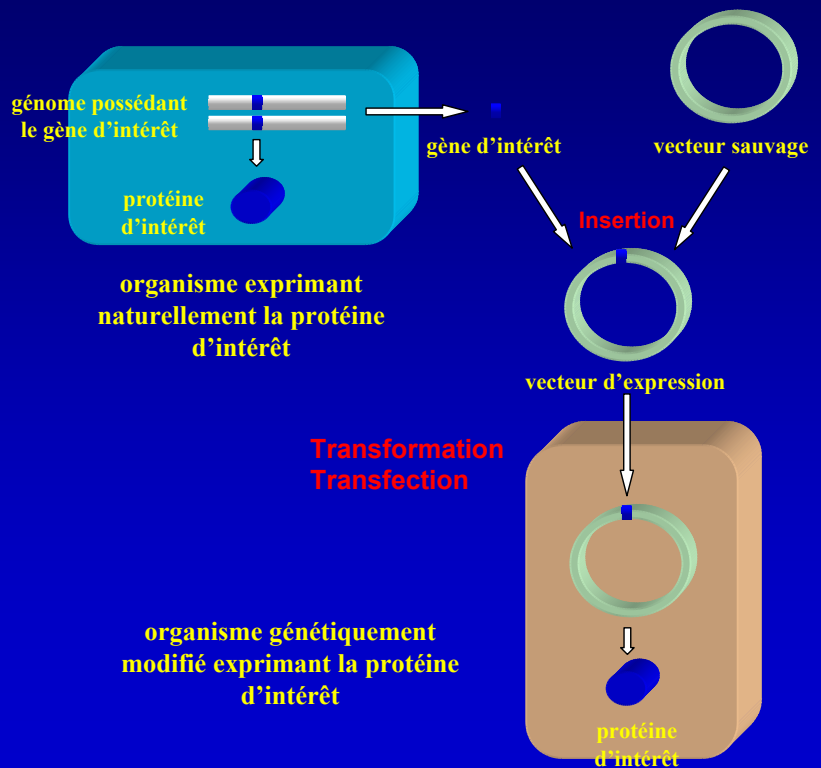 génome possédant
le gène d’intérêt
protéine
d’intérêt
organisme exprimant
naturellement la protéine
d’intérêt
gène d’intérêt
vecteur sauvage
Insertion
vecteur d’expression
Transformation
Transfection
organisme génétiquement
modifié exprimant la protéine
d’intérêt
protéine
d’intérêt